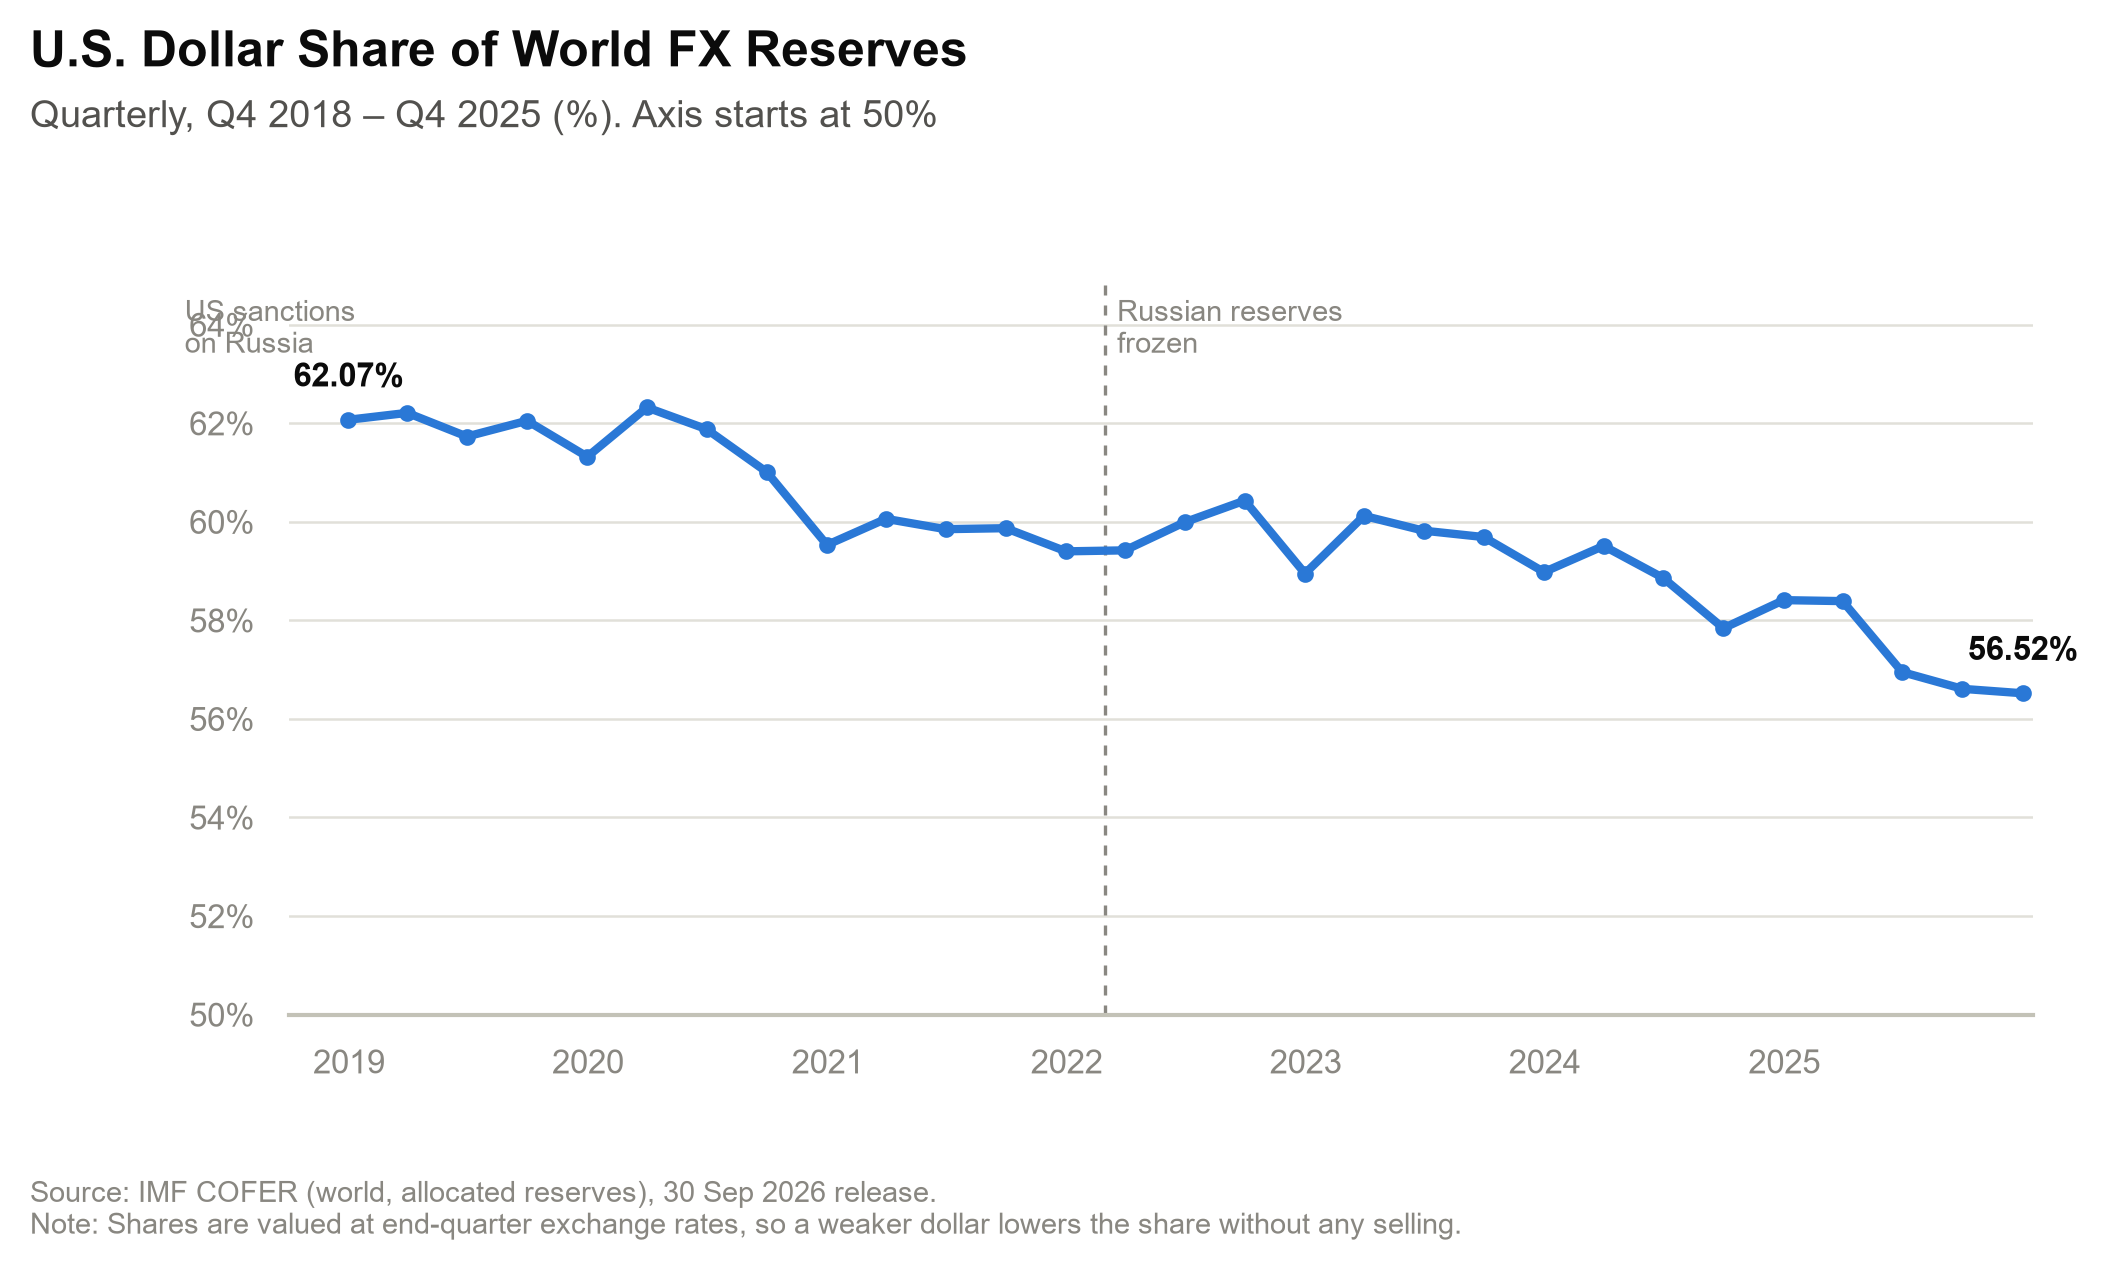 U.S. Dollar Share of World FX Reserves
Quarterly, Q4 2018 – Q4 2025 (%). Axis starts at 50%
US sanctions
on Russia
Russian reserves
frozen
64%
62.07%
62%
60%
58%
56.52%
56%
54%
52%
50%
2019 2020 2021 2022 2023 2024 2025
Source: IMF COFER (world, allocated reserves), 30 Sep 2026 release.
Note: Shares are valued at end-quarter exchange rates, so a weaker dollar lowers the share without any selling.